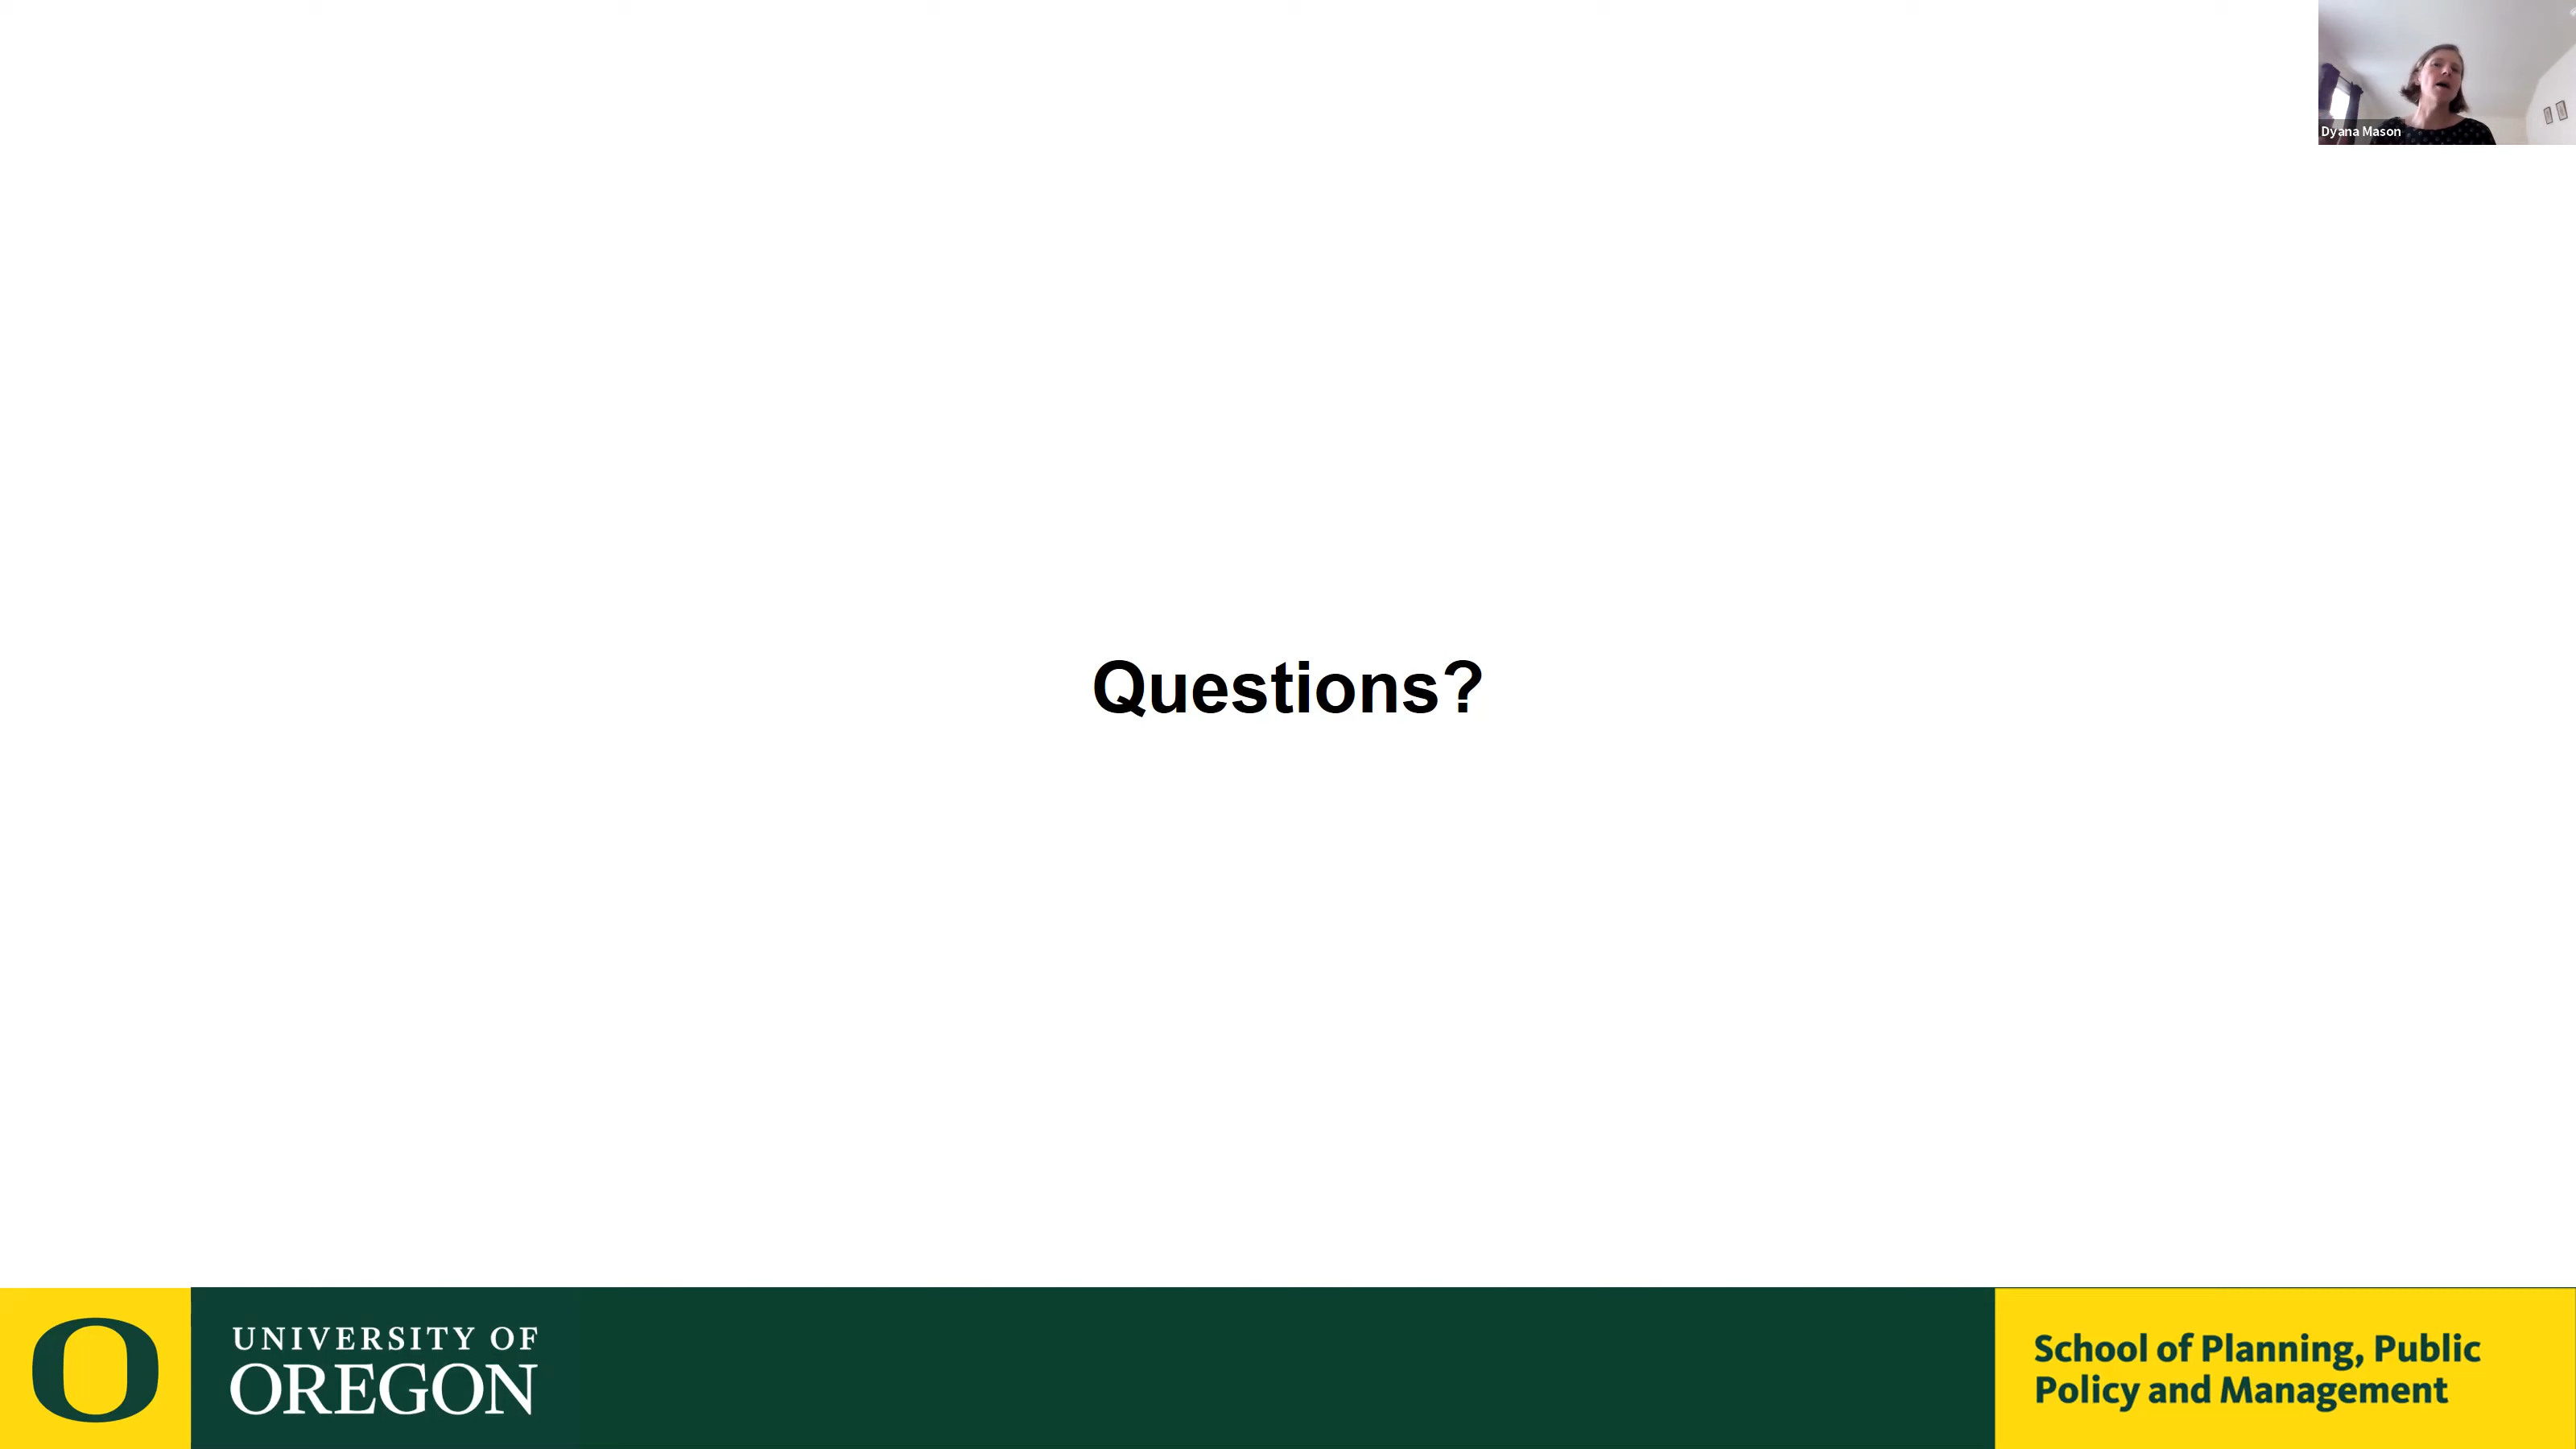 Dyana Mason
Questions?
O
UNIVERSITY OF
OREGON
School of Planning, Public
Policy and Management